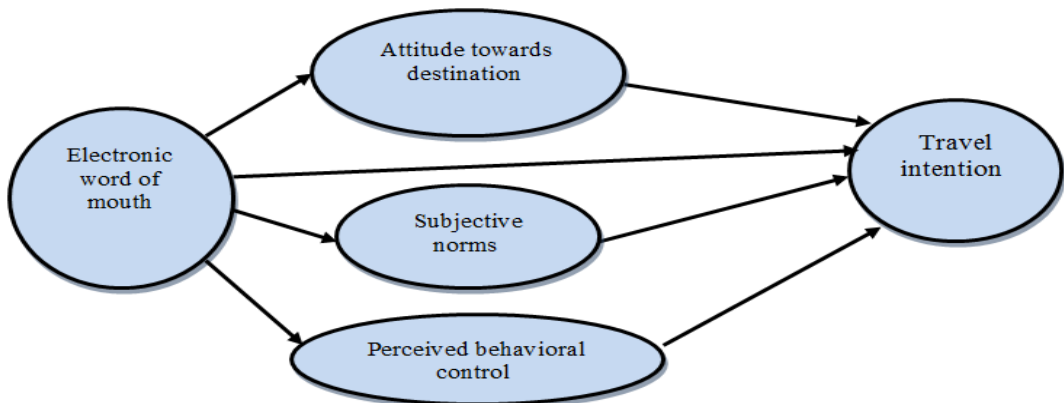 Attitude towards
destination
Electronic
word of
mouth
Travel
intention
Subjective
norms
Perceived behavioral
control